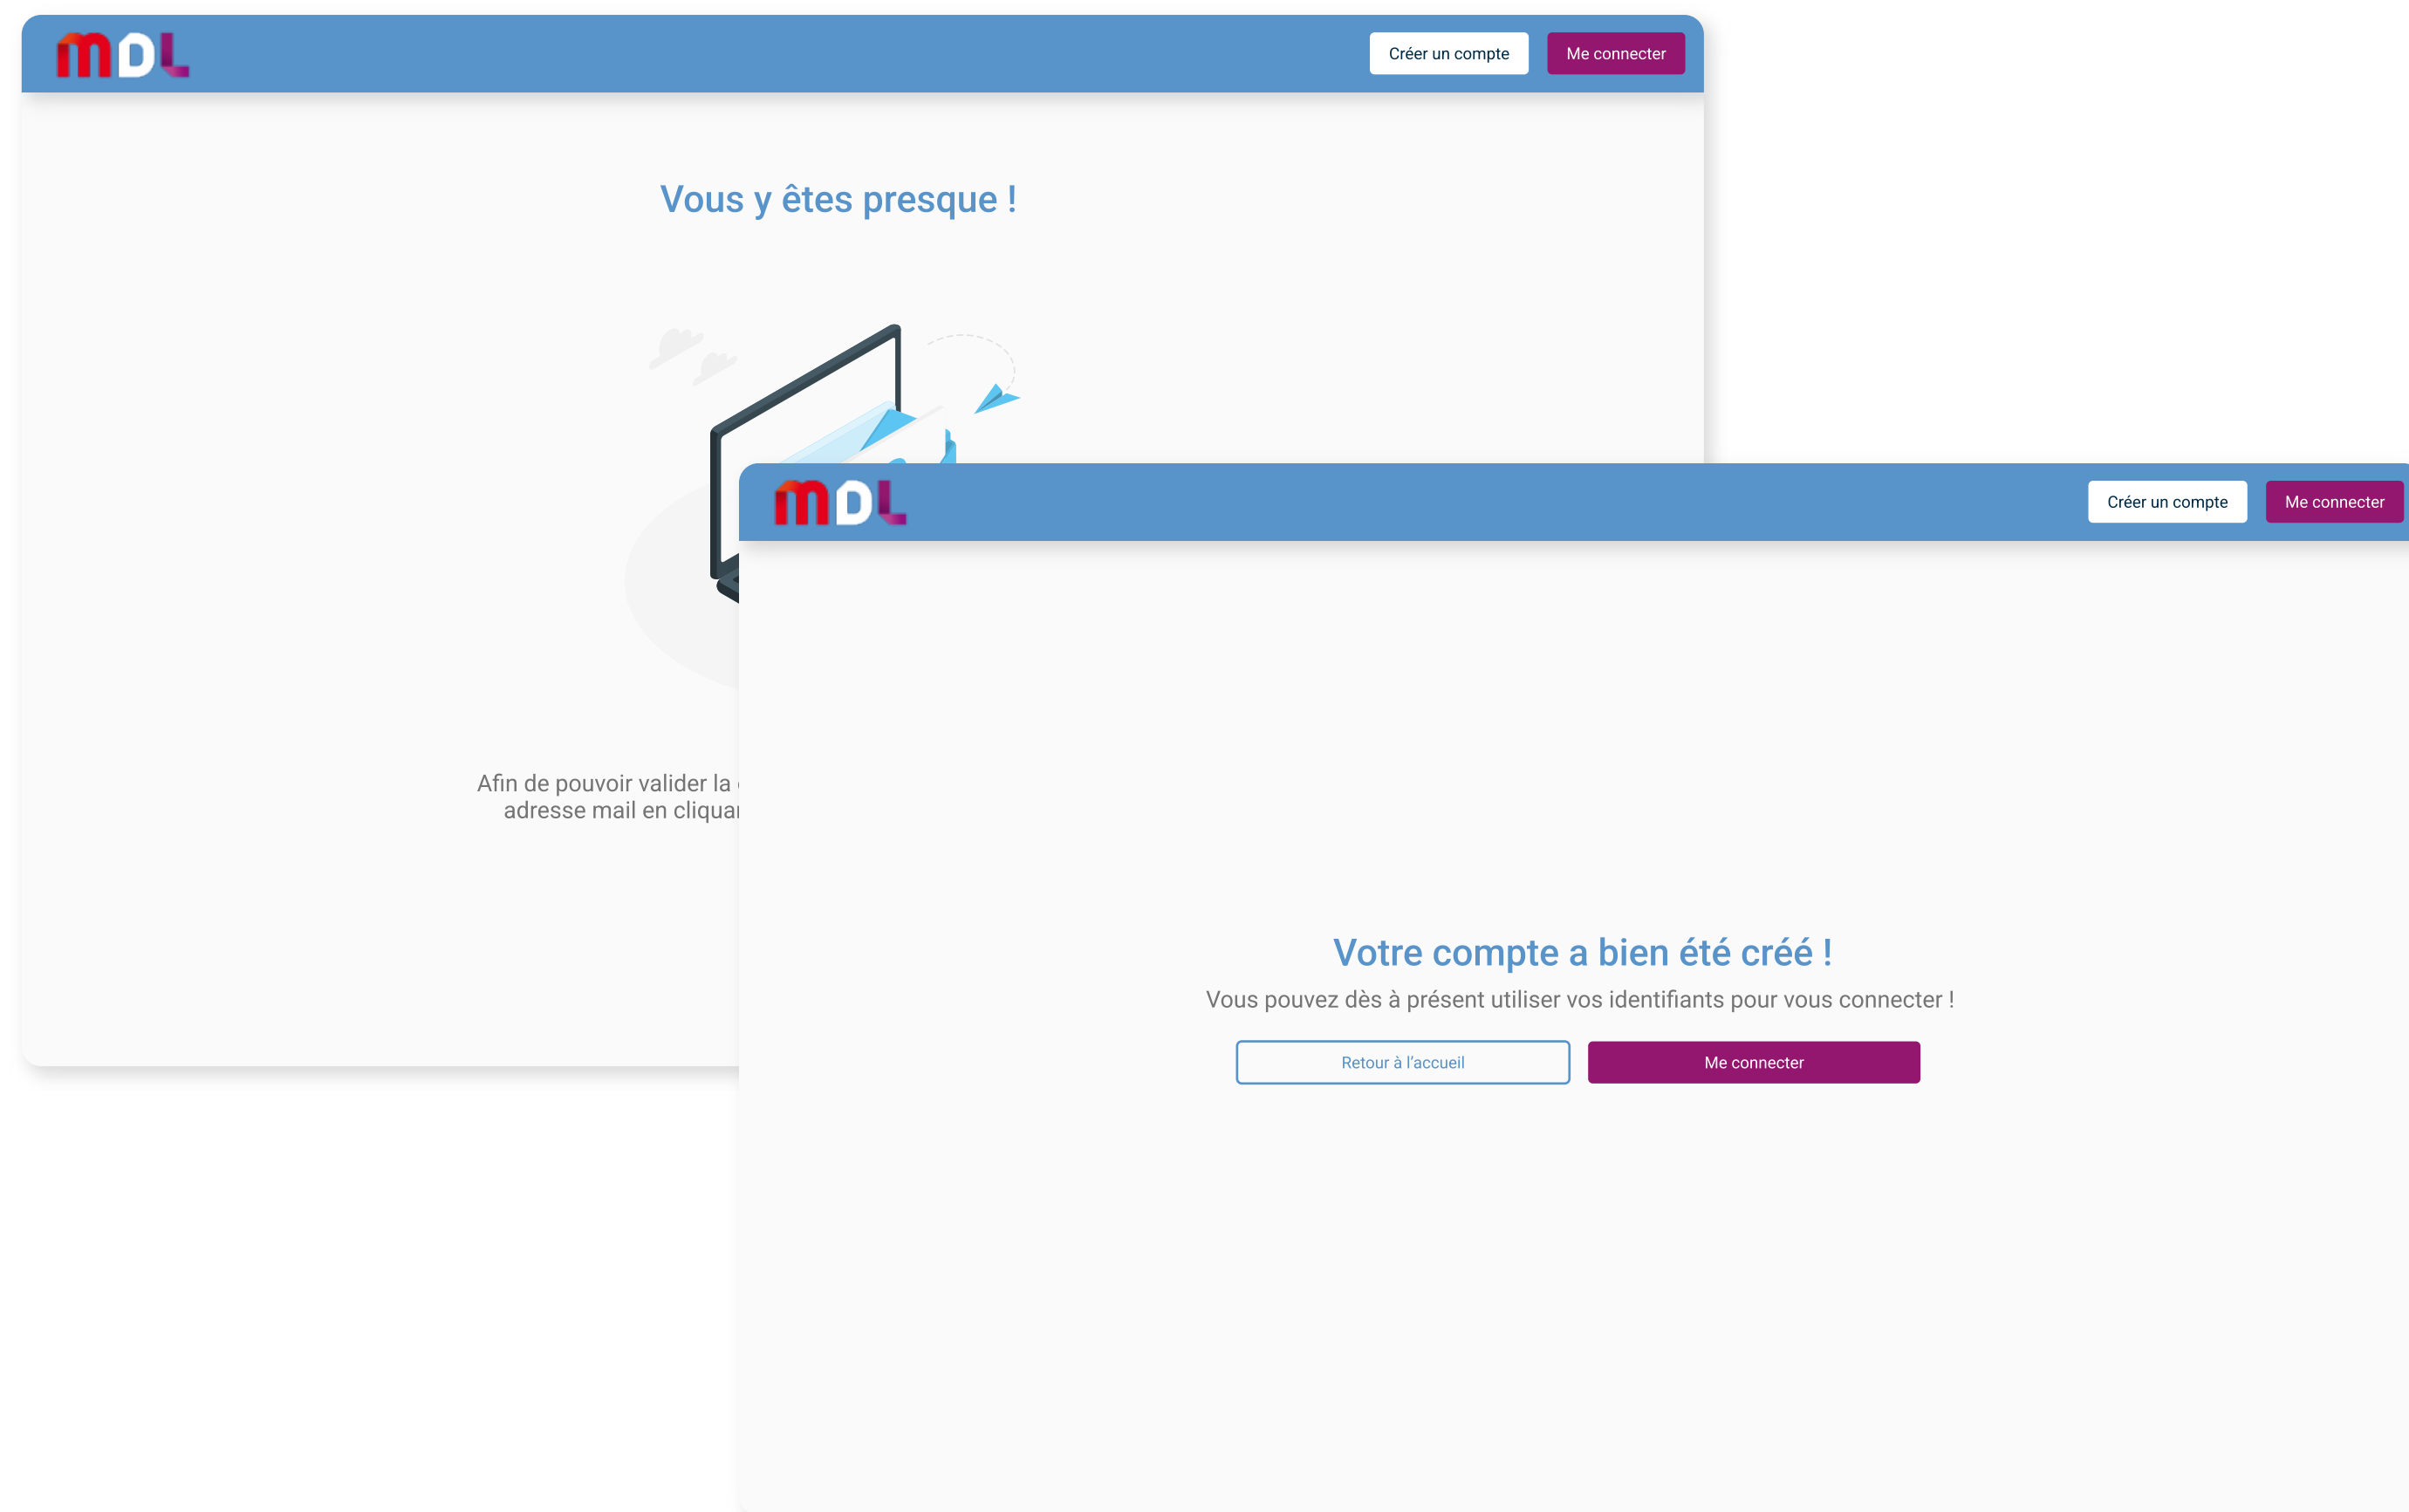 MDL
Créer un compte
Me connecter
Vous y êtes presque !
Afin de pouvoir valider la
adresse mail en
MDL
Créer un compte
Me connecter
Votre compte a bien été créé !
Vous pouvez dès à présent utiliser vos identifiants pour vous connecter !
Retour à l’accueil
Me connecter